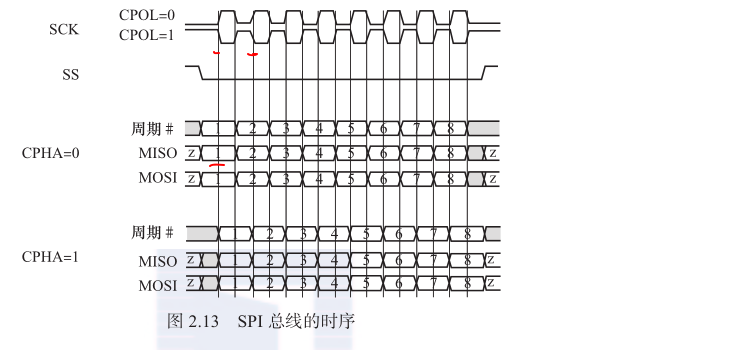 CPOL=0
SCK
CPOL=1
SS
周期 # 1 2 3 4 5 6 7 8
CPHA=0
MISO z 1 2 3 4 5 6 7 8 z
MOSI z 1 2 3 4 5 6 7 8 z
周期 # 2 3 4 5 6 7 8
CPHA=1
MISO z 1 2 3 4 5 6 7 8 z
MOSI z 1 2 3 4 5 6 7 8 z
图 2.13 SPI 总线的时序